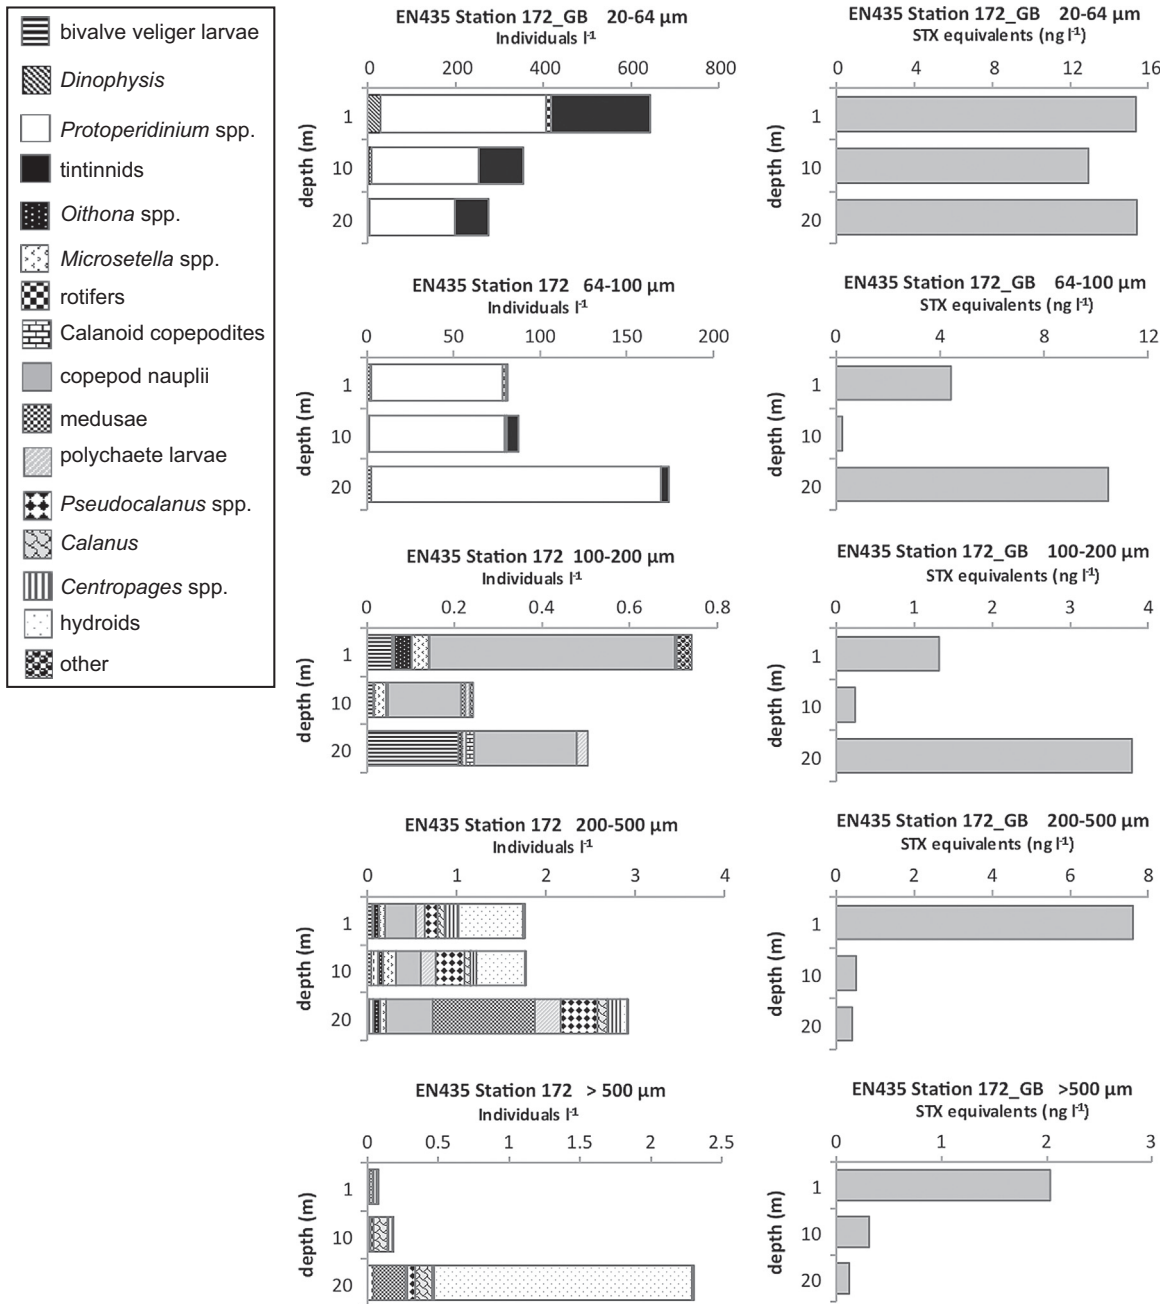 bivalve veliger larvae
Dinophysis
Protoperidinium spp.
tintinnids
Oithona spp.
Microsetella spp.
rotifers
Calanoid copepodites
copepod nauplii
medusae
polychaete larvae
Pseudocalanus spp.
Calanus
Centropages spp.
hydroids
other
EN435 Station 172_GB 20-64 µm
Individuals l-1
0 200 400 600 800
depth (m)
1
10
20
EN435 Station 172_GB 20-64 µm
STX equivalents (ng l-1)
0 4 8 12 16
depth (m)
1
10
20
EN435 Station 172 64-100 µm
Individuals l-1
0 50 100 150 200
depth (m)
1
10
20
EN435 Station 172_GB 64-100 µm
STX equivalents (ng l-1)
0 4 8 12
depth (m)
1
10
20
EN435 Station 172 100-200 µm
Individuals l-1
0 0.2 0.4 0.6 0.8
depth (m)
1
10
20
EN435 Station 172_GB 100-200 µm
STX equivalents (ng l-1)
0 1 2 3 4
depth (m)
1
10
20
EN435 Station 172 200-500 µm
Individuals l-1
0 1 2 3 4
depth (m)
1
10
20
EN435 Station 172_GB 200-500 µm
STX equivalents (ng l-1)
0 2 4 6 8
depth (m)
1
10
20
EN435 Station 172 > 500 µm
Individuals l-1
0 0.5 1 1.5 2 2.5
depth (m)
1
10
20
EN435 Station 172_GB >500 µm
STX equivalents (ng l-1)
0 1 2 3
depth (m)
1
10
20